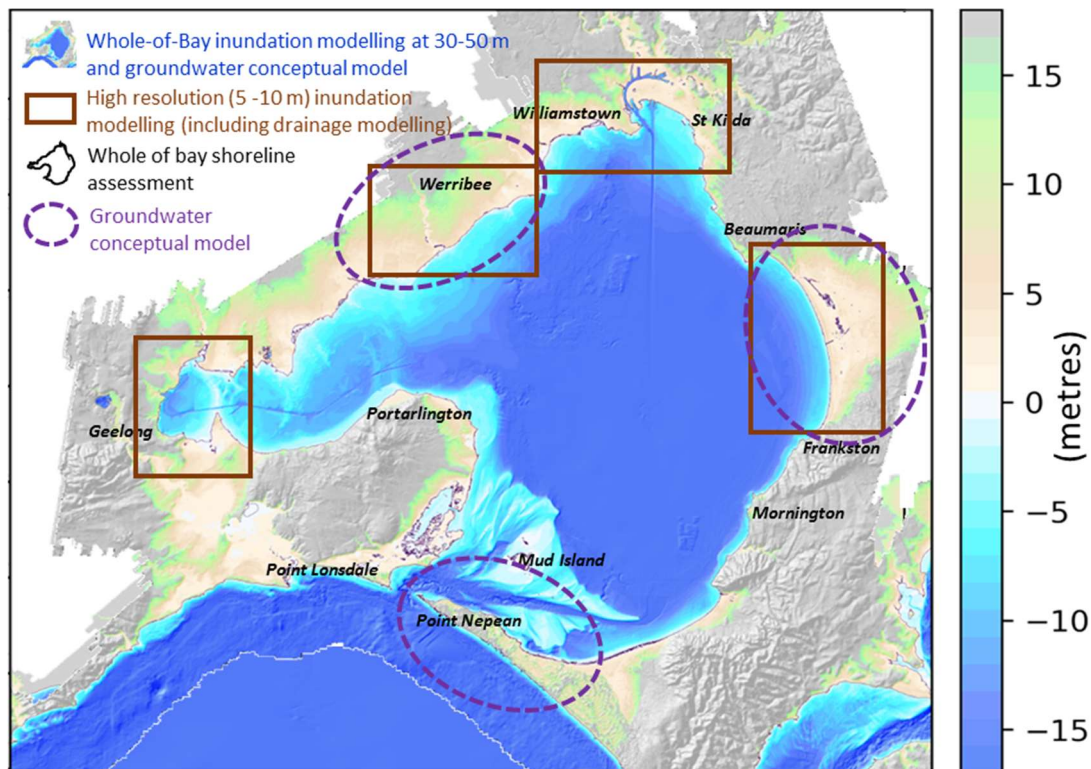 Whole-of-Bay inundation modelling at 30-50 m
and groundwater conceptual model
High resolution (5 -10 m) inundation
modelling (including drainage modelling)
Whole of bay shoreline
assessment
Groundwater
conceptual model
Williamstown
St Kilda
Werribee
Beaumaris
Portarlington
Geelong
Frankston
Mornington
Mud Island
Point Lonsdale
Point Nepean
15
10
5
0
−5
−10
−15
(metres)